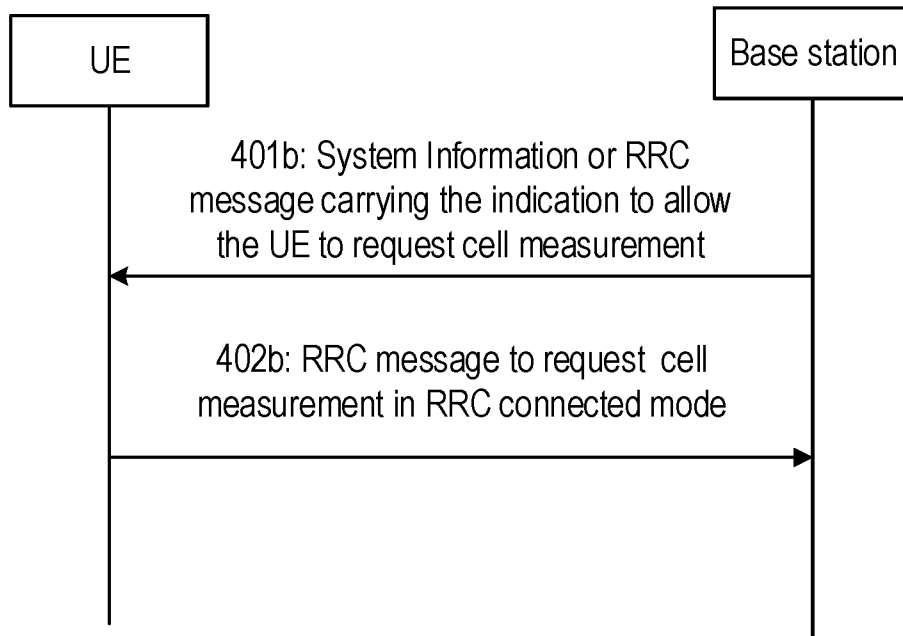 UE
Base station
401b: System Information or RRC
message carrying the indication to allow
the UE to request cell measurement
402b: RRC message to request cell
measurement in RRC connected mode